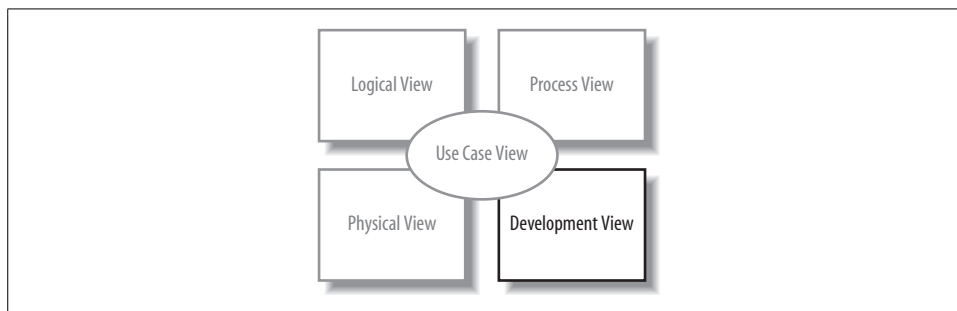 Logical View
Process View
Use Case View
Physical View
Development View